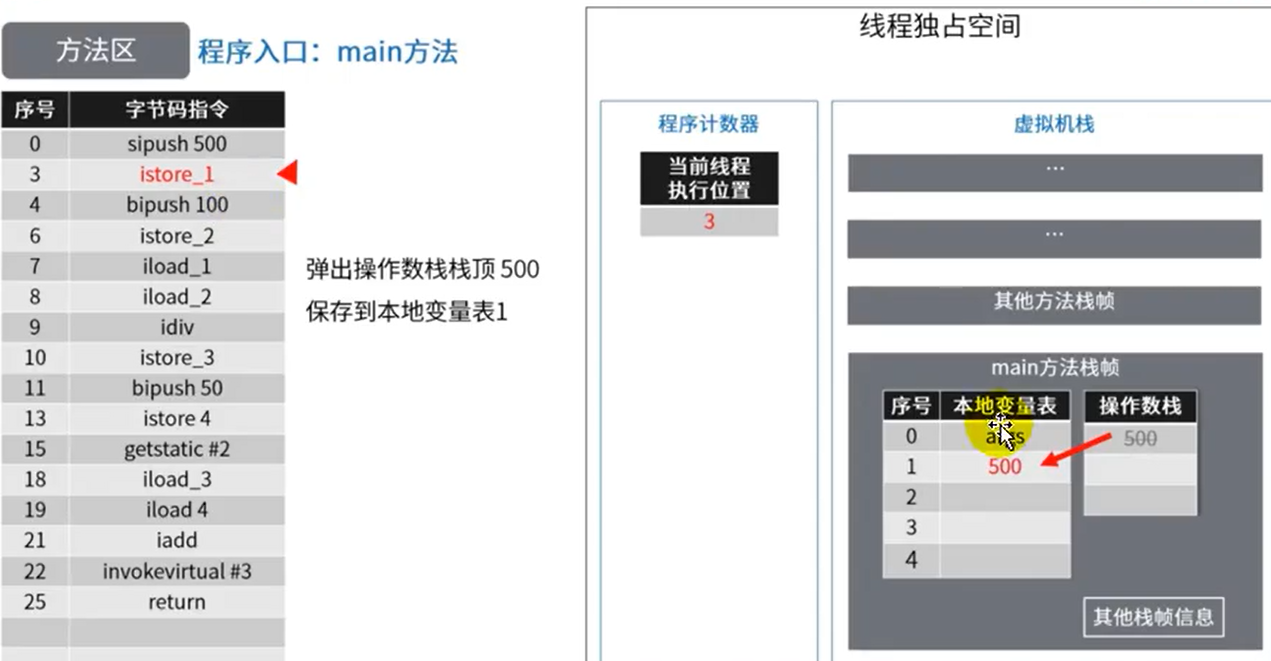 线程独占空间
方法区 程序入口：main方法
序号 字节码指令
0 sipush 500
3 istore_1
4 bipush 100
6 istore_2
7 iload_1
8 iload_2
9 idiv
10 istore_3
11 bipush 50
13 istore 4
15 getstatic #2
18 iload_3
19 iload 4
21 iadd
22 invokevirtual #3
25 return
弹出操作数栈栈顶 500
保存到本地变量表1
程序计数器
当前线程
执行位置
3
虚拟机栈
...
...
其他方法栈帧
main方法栈帧
序号 本地变量表
0 args
1 500
2
3
4
操作数栈
500
其他栈帧信息